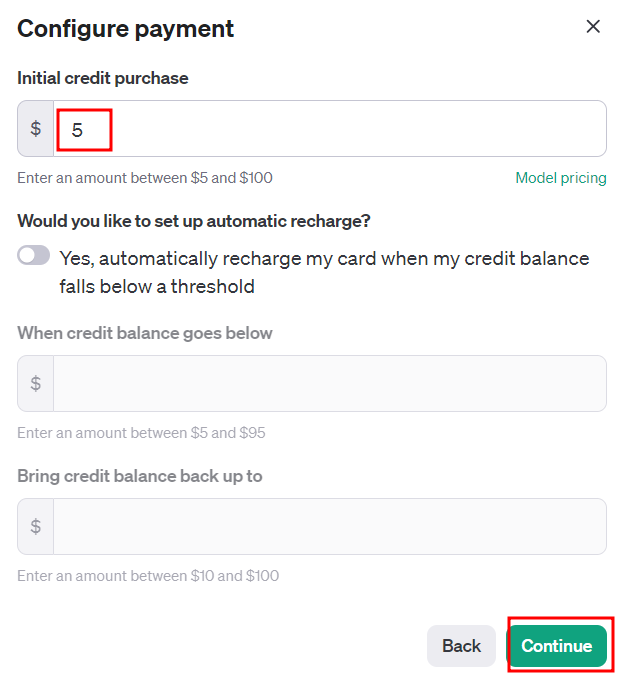 Configure payment
Initial credit purchase
$ 5
Enter an amount between $5 and $100 Model pricing
Would you like to set up automatic recharge?
Yes, automatically recharge my card when my credit balance
falls below a threshold
When credit balance goes below
$
Enter an amount between $5 and $95
Bring credit balance back up to
$
Enter an amount between $10 and $100
Back Continue